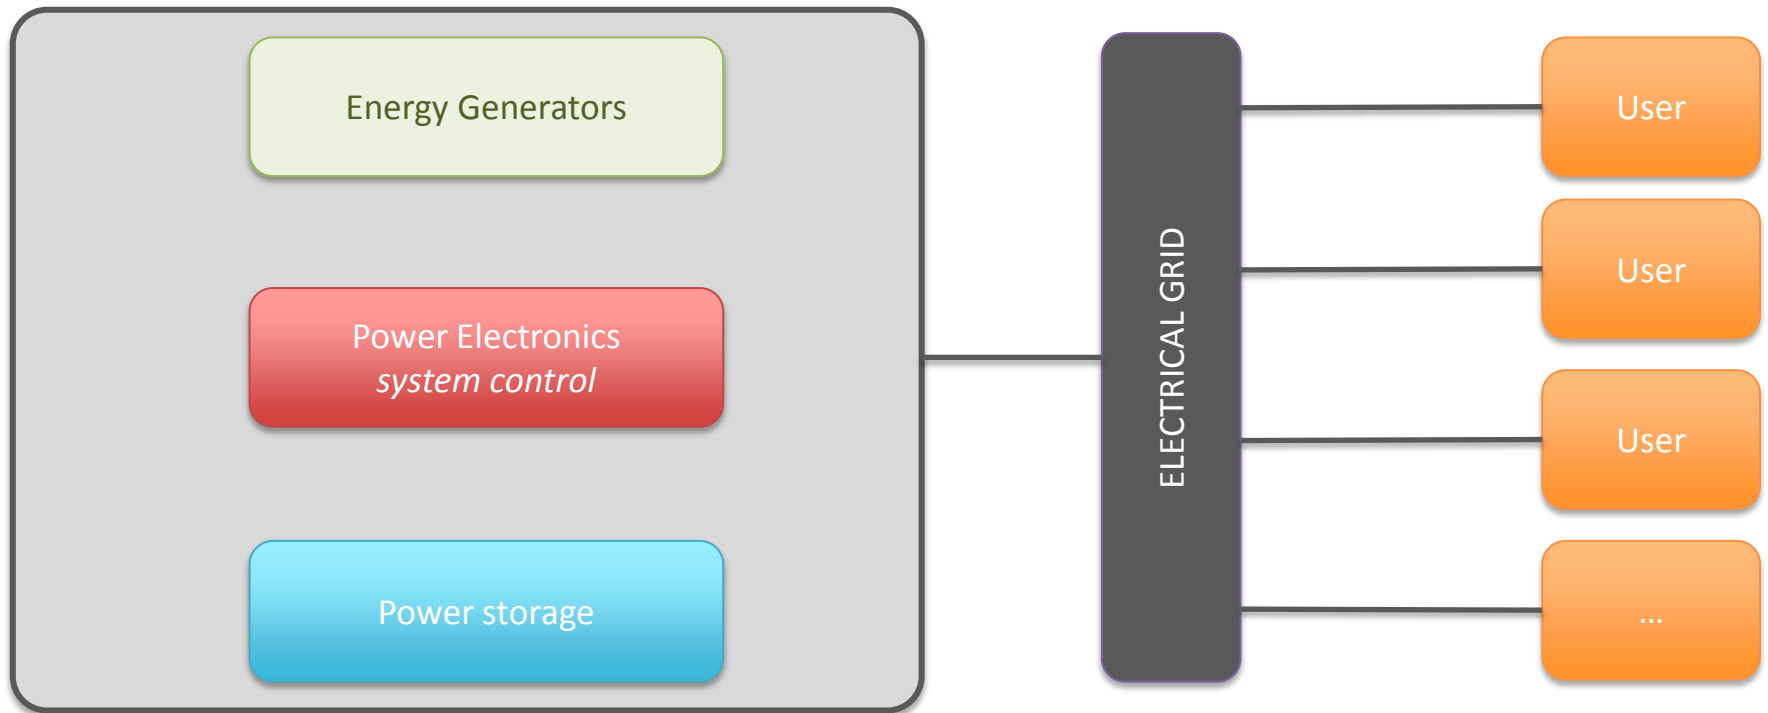 Energy Generators
Power Electronics
system control
Power storage
ELECTRICAL GRID
User
User
User
...